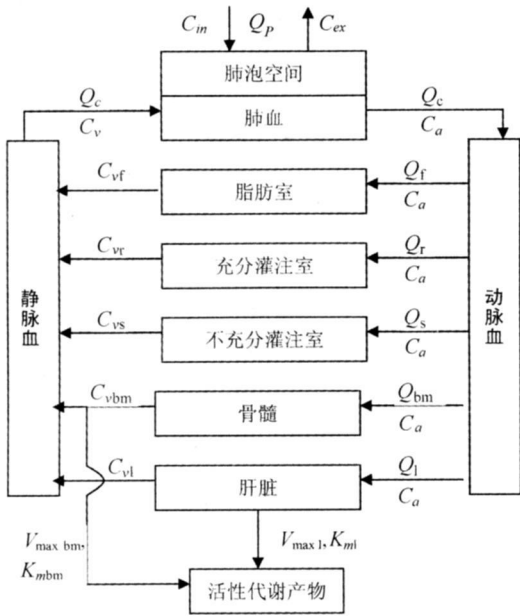 C_in Q_P C_ex
肺泡空间
Q_c 肺血 Q_c
C_v C_a
C_vf 脂肪室 Q_f
C_a
C_vr 充分灌注室 Q_r
C_a
静脉血
动脉血
C_vs 不充分灌注室 Q_s
C_a
C_vbm 骨髓 Q_bm
C_a
C_vl 肝脏 Q_l
C_a
V_max bm, V_max l, K_ml
K_mbm
活性代谢产物